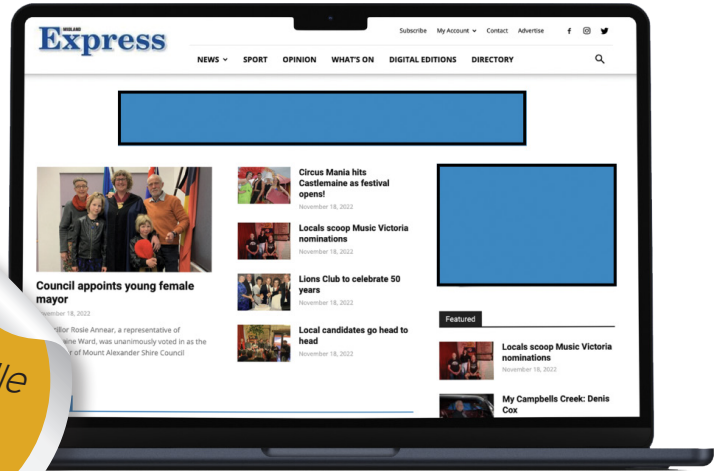 MIDLAND
Express
Subscribe My Account Contact Advertise
NEWS SPORT OPINION WHAT'S ON DIGITAL EDITIONS DIRECTORY
Council appoints young female
mayor
November 18, 2022
Rosie Annear, a representative of
Ward, was unanimously voted in as the
of Mount Alexander Shire Council
Circus Mania hits
Castlemaine as festival
opens!
November 18, 2022
Locals scoop Music Victoria
nominations
November 18, 2022
Lions Club to celebrate 50
years
November 18, 2022
Local candidates go head to
head
November 18, 2022
Featured
Locals scoop Music Victoria
nominations
November 18, 2022
My Campbells Creek: Denis
Cox